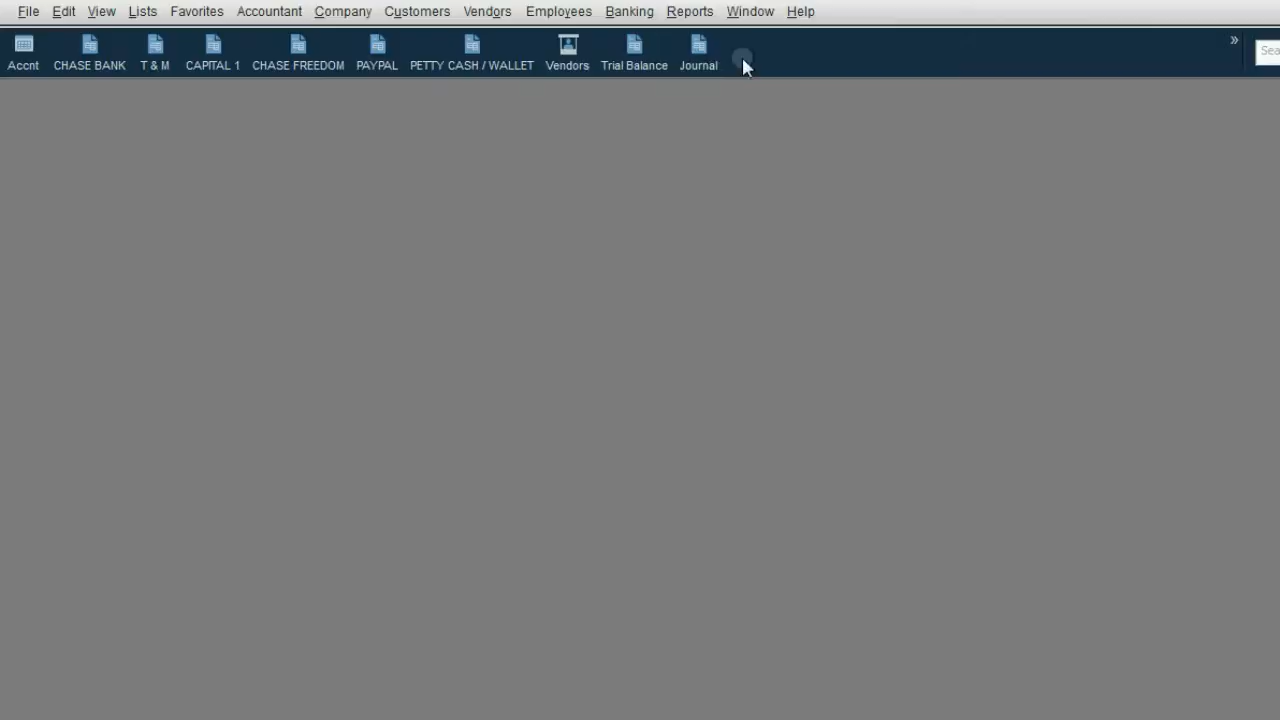 File Edit View Lists Favorites Accountant Company Customers Vendors Employees Banking Reports Window Help
Accnt CHASE BANK T & M CAPITAL 1 CHASE FREEDOM PAYPAL PETTY CASH / WALLET Vendors Trial Balance Journal » Sea